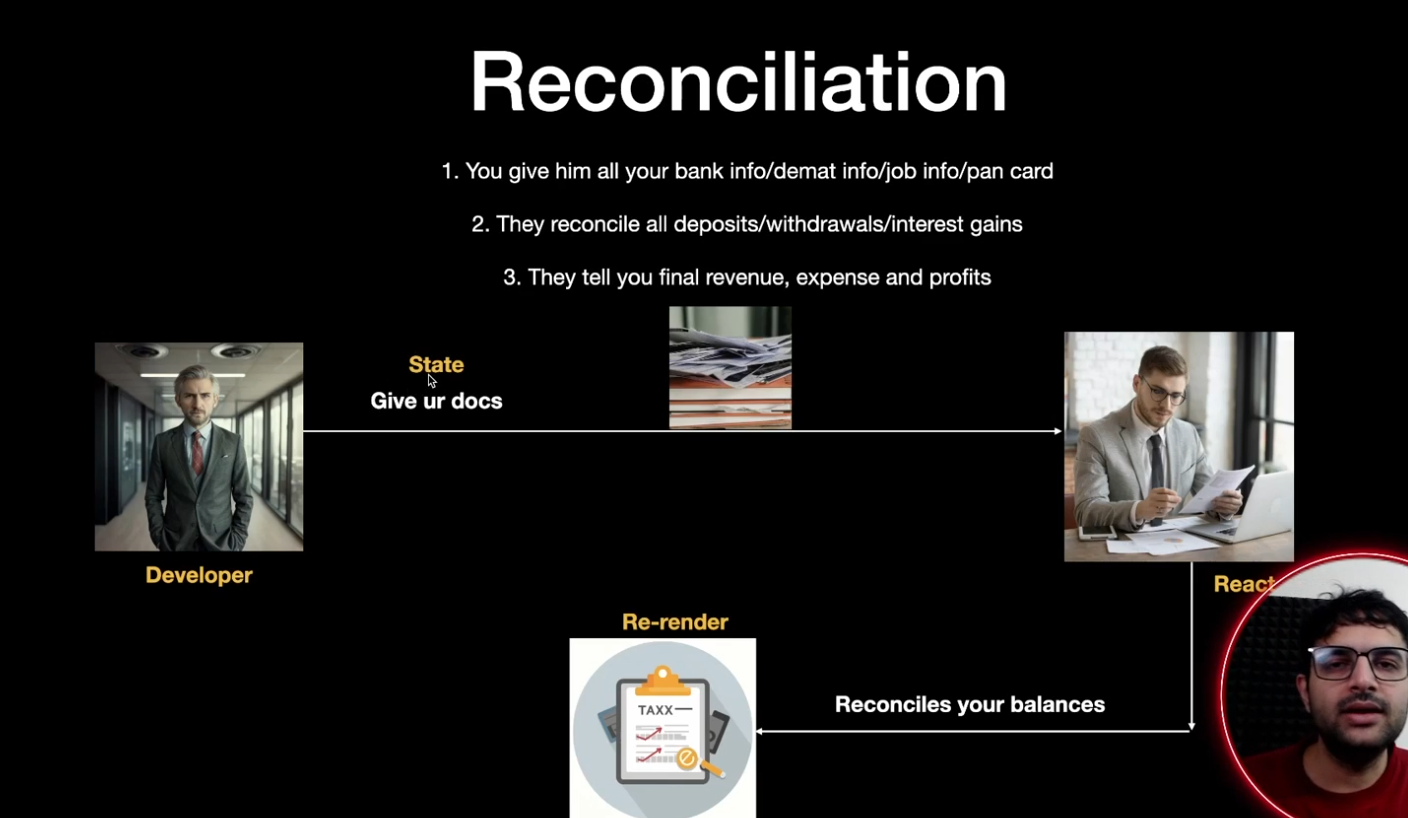 Reconciliation
1. You give him all your bank info/demat info/job info/pan card
2. They reconcile all deposits/withdrawals/interest gains
3. They tell you final revenue, expense and profits
State
Give ur docs
Developer
React
Re-render
TAXX
Reconciles your balances